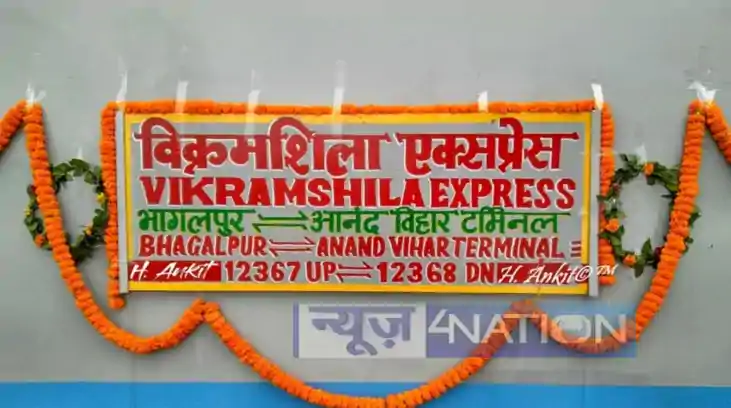 विक्रमशिला एक्सप्रेस
VIKRAMSHILA EXPRESS
भागलपुर ⇌ आनंद विहार टर्मिनल
BHAGALPUR ⇌ ANAND VIHAR TERMINAL
H. Ankit 12367 UP ⇌ 12368 DN H. Ankit©™
न्यूज़ 4NATION